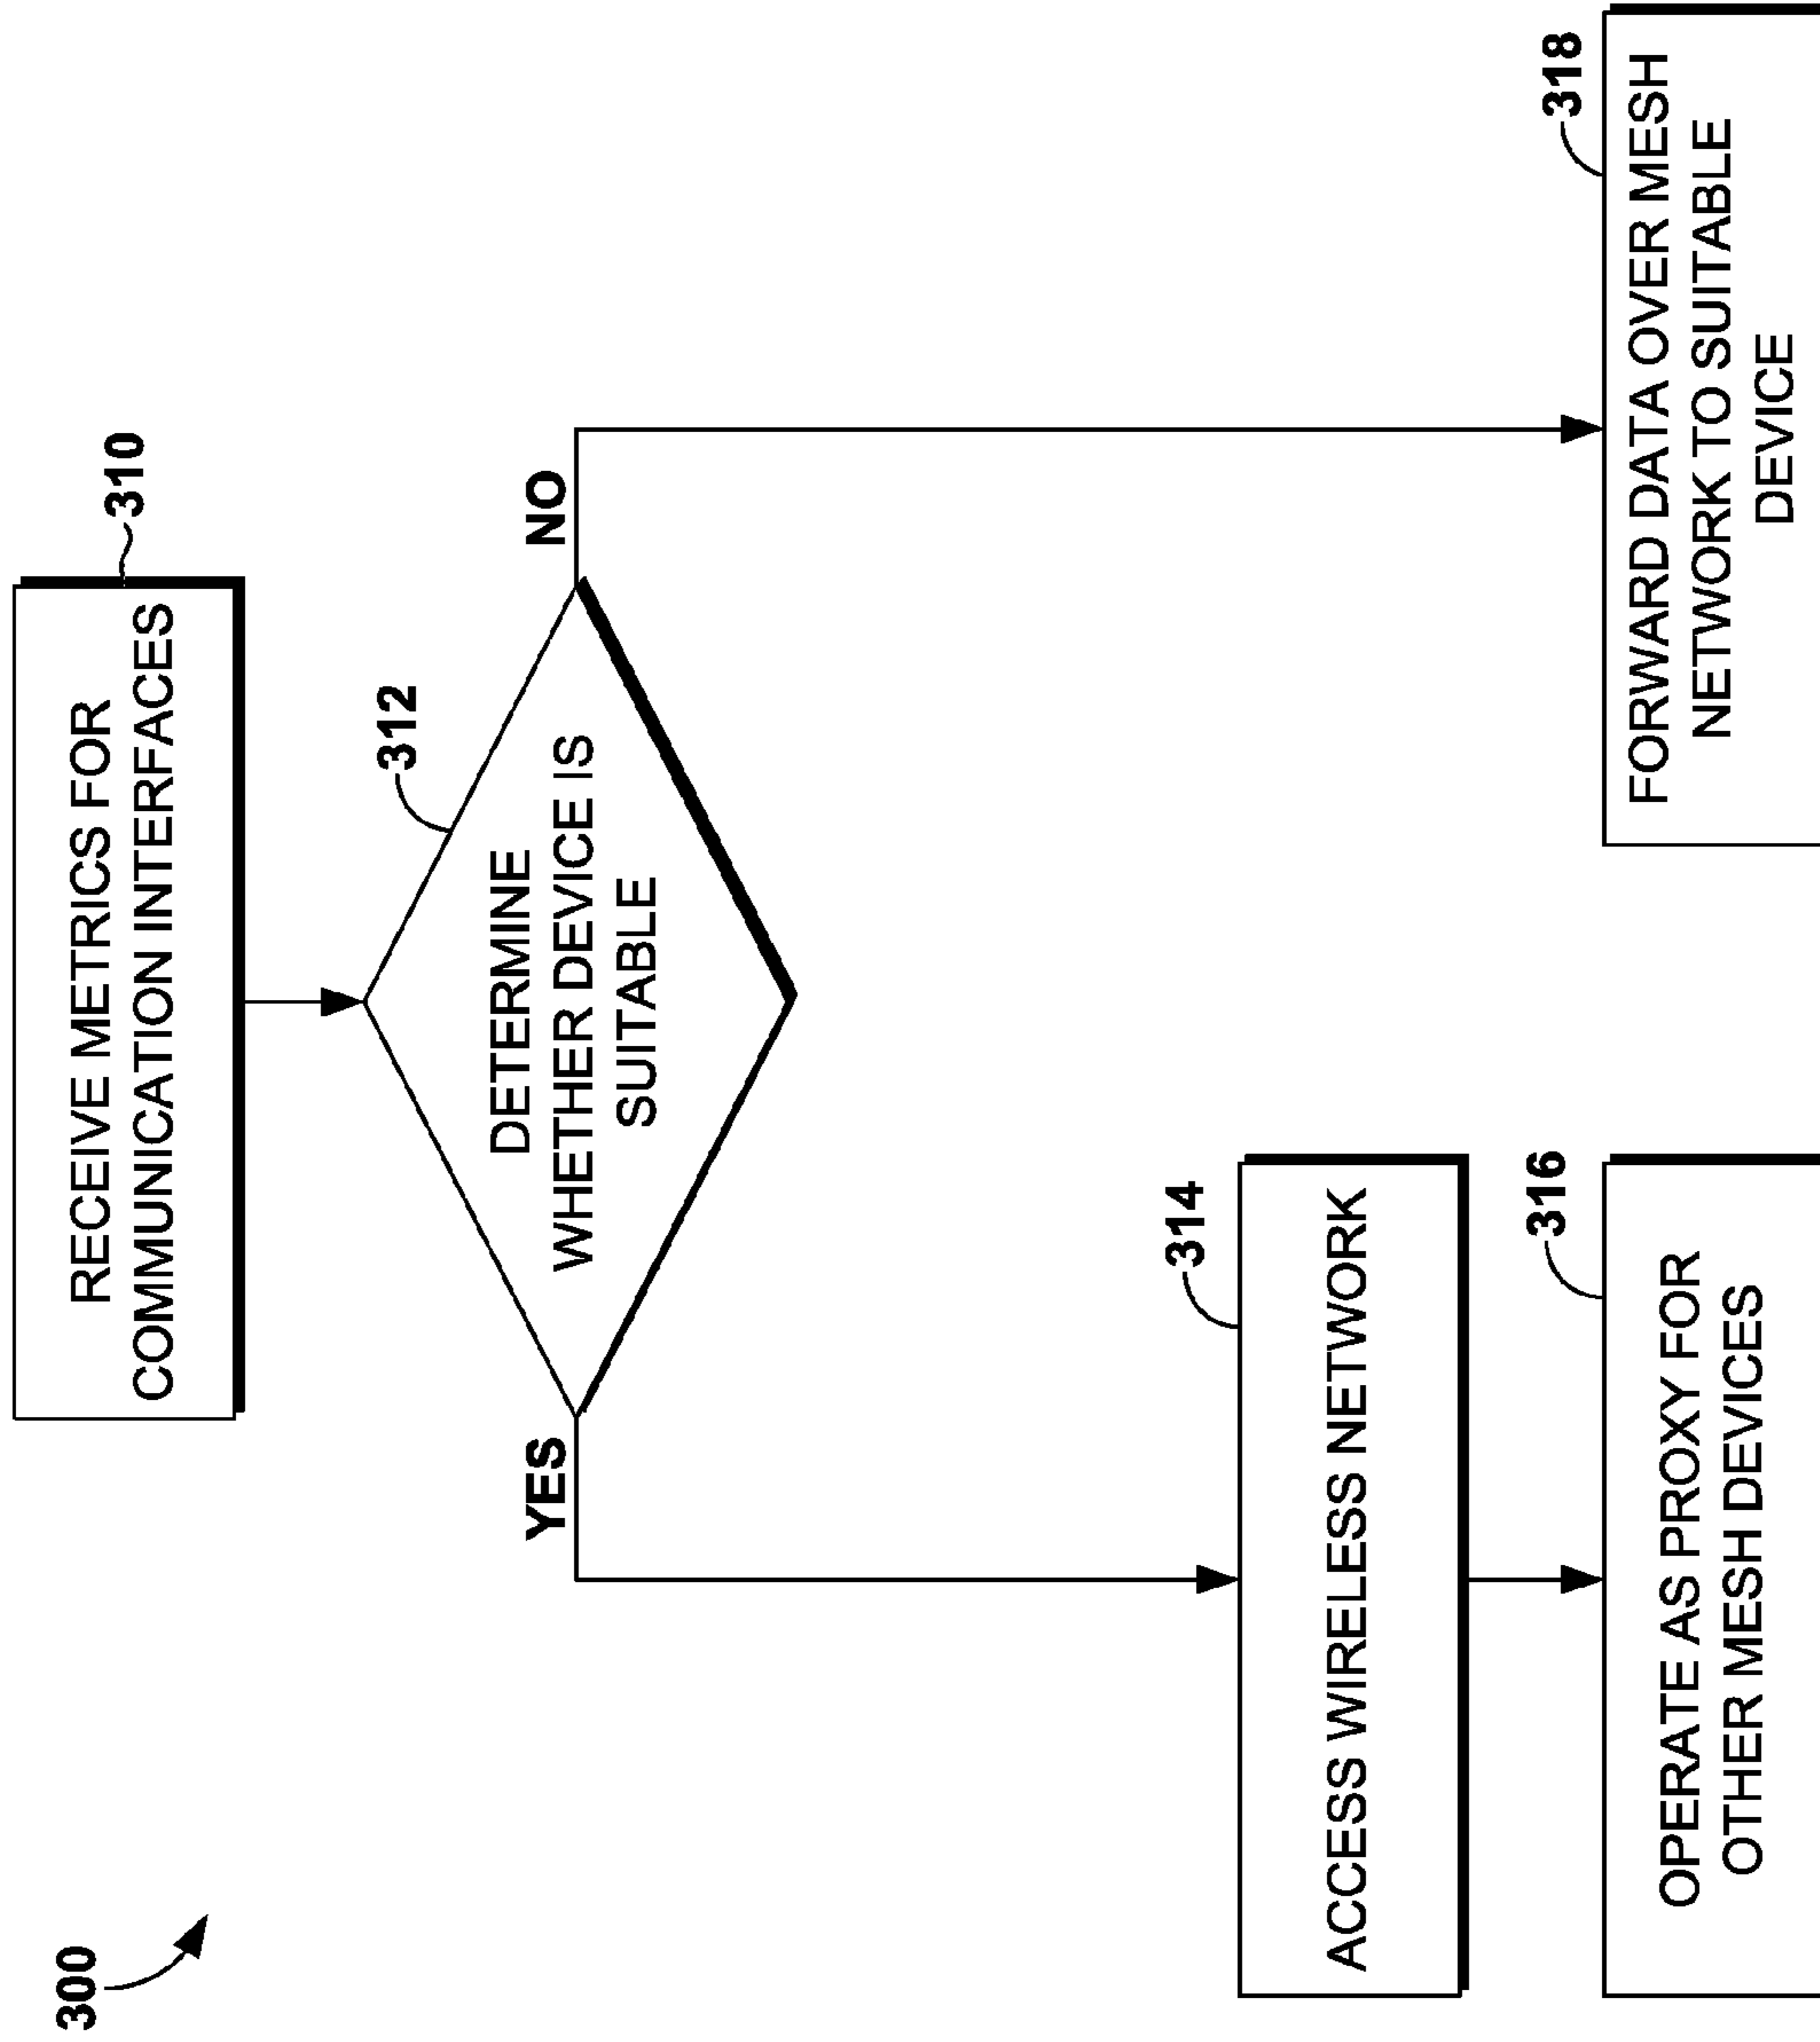 300
RECEIVE METRICS FOR
COMMUNICATION INTERFACES
310
DETERMINE
WHETHER DEVICE IS
SUITABLE
312
YES
NO
ACCESS WIRELESS NETWORK
314
OPERATE AS PROXY FOR
OTHER MESH DEVICES
316
FORWARD DATA OVER MESH
NETWORK TO SUITABLE
DEVICE
318